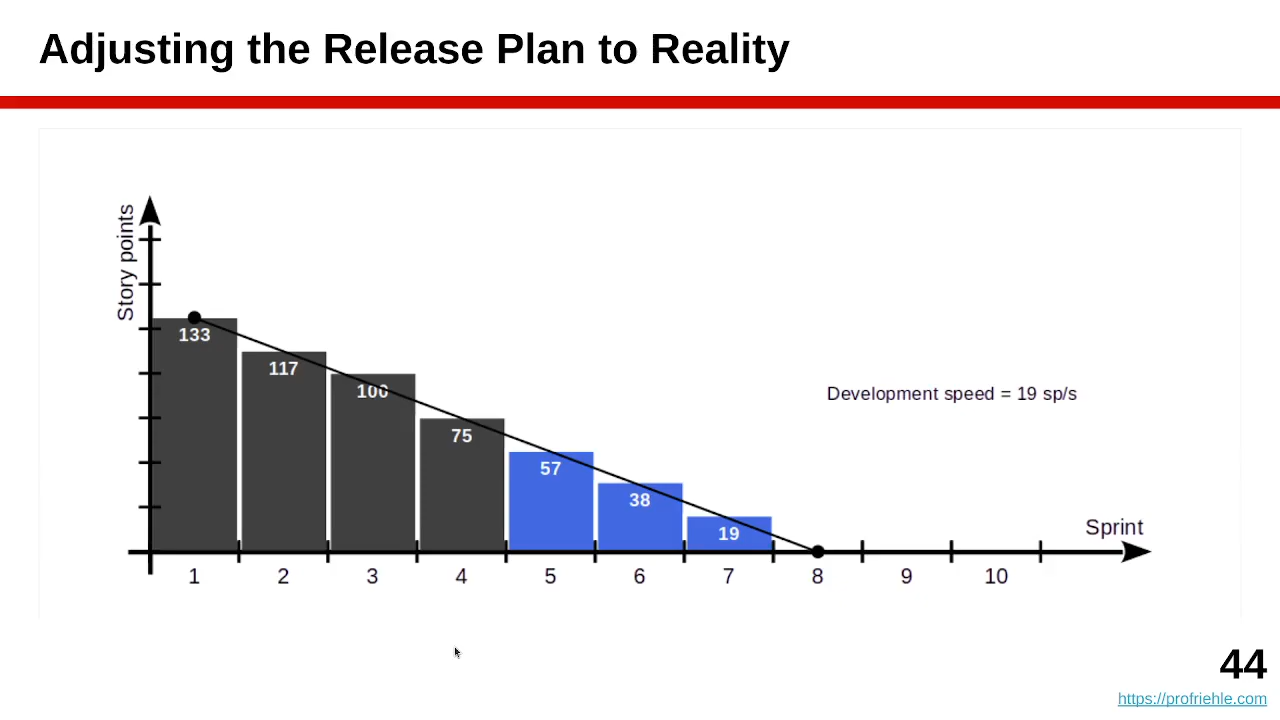 Adjusting the Release Plan to Reality
Story points
133
117
100
75
57
38
19
Development speed = 19 sp/s
Sprint
1 2 3 4 5 6 7 8 9 10
44
https://profriehle.com